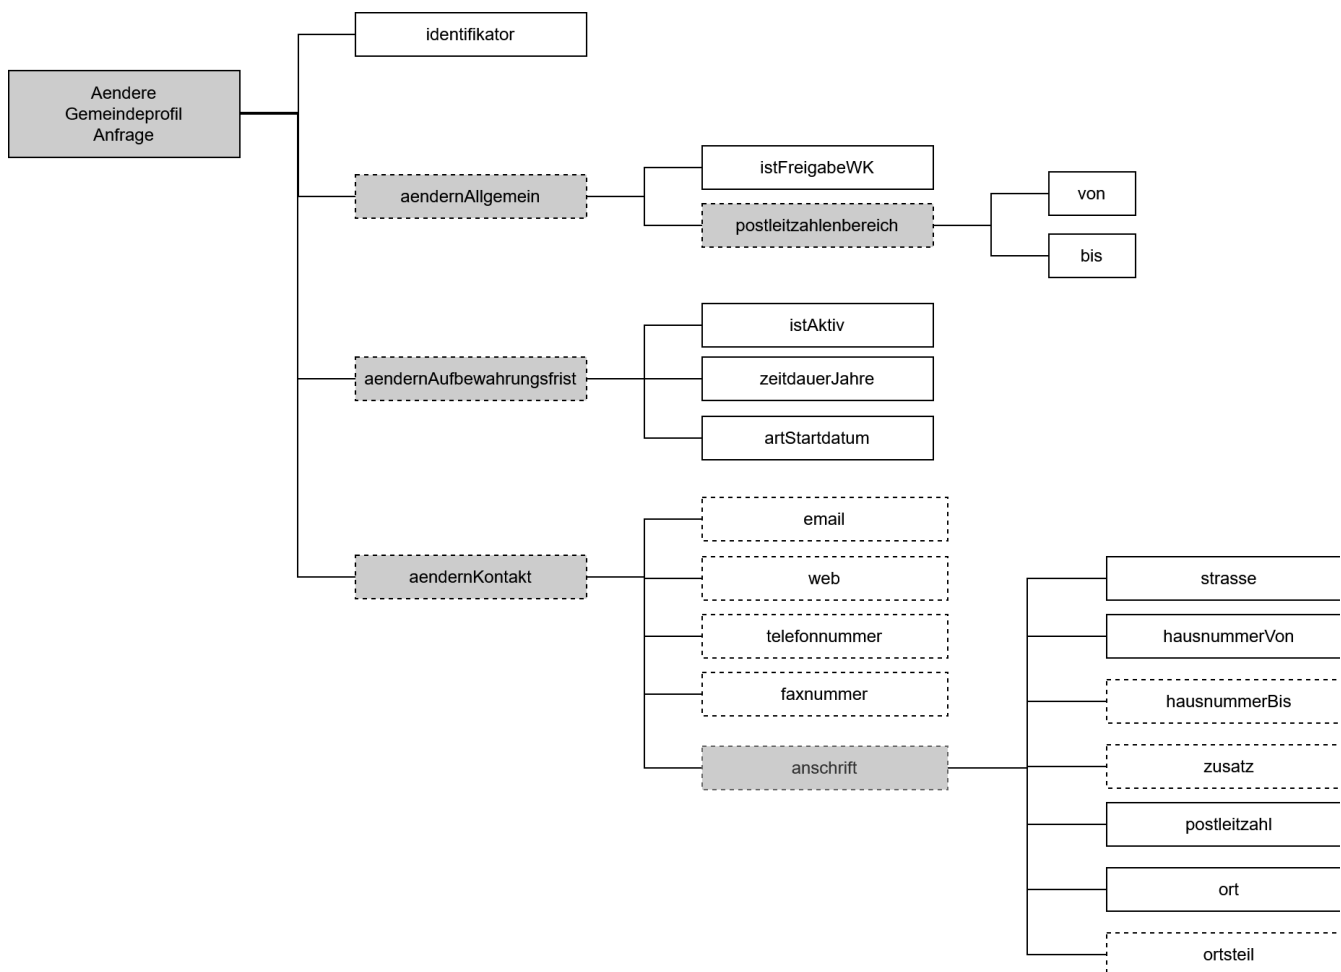 identifikator
Aendere
Gemeindeprofil
Anfrage
aendernAllgemein
istFreigabeWK
postleitzahlenbereich
von
bis
aendernAufbewahrungsfrist
istAktiv
zeitdauerJahre
artStartdatum
aendernKontakt
email
web
telefonnummer
faxnummer
anschrift
strasse
hausnummerVon
hausnummerBis
zusatz
postleitzahl
ort
ortsteil